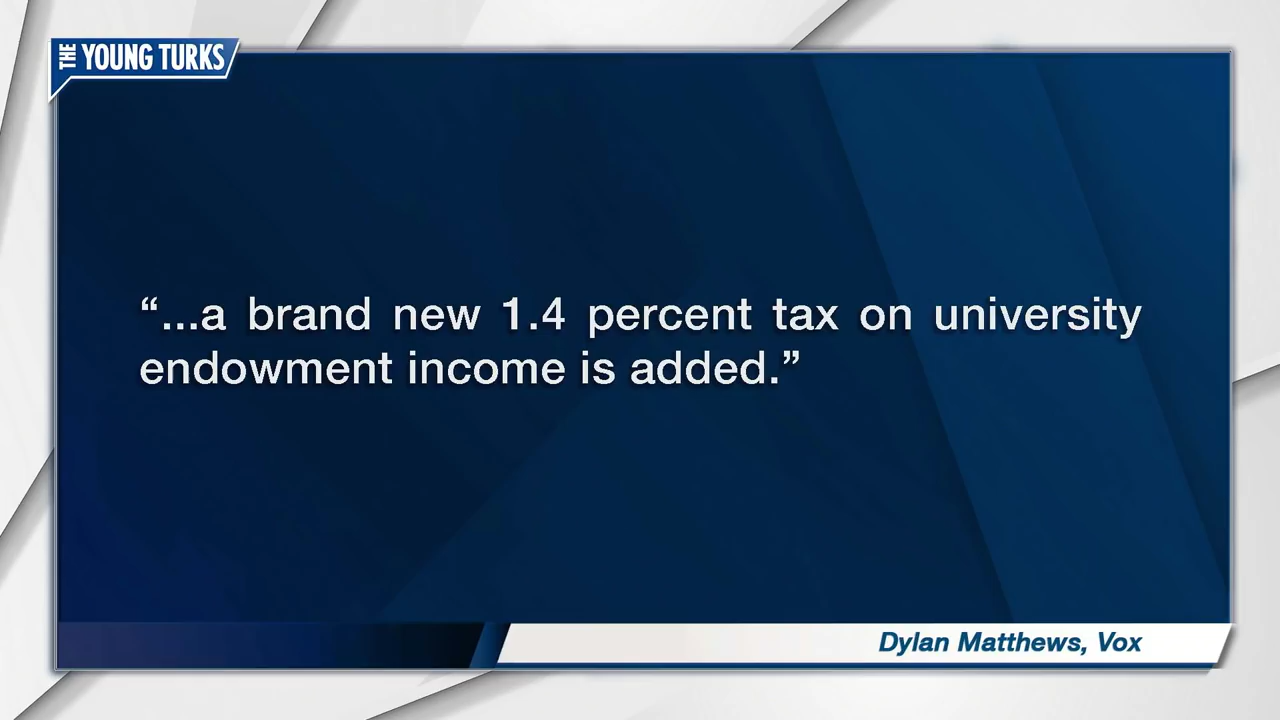 THE YOUNG TURKS
“...a brand new 1.4 percent tax on university
endowment income is added.”
Dylan Matthews, Vox